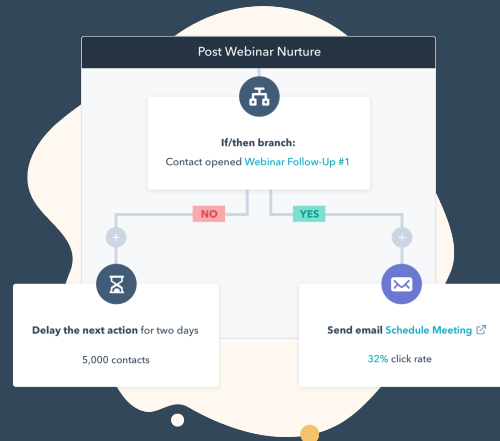 Post Webinar Nurture
If/then branch:
Contact opened Webinar Follow-Up #1
NO
YES
Delay the next action for two days
5,000 contacts
Send email Schedule Meeting
32% click rate